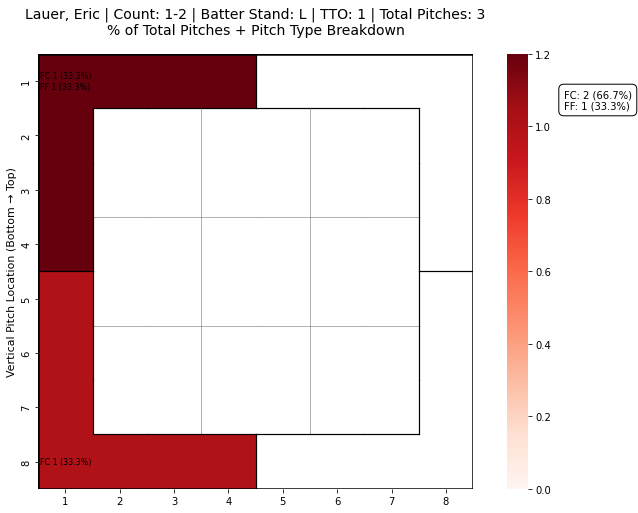 Lauer, Eric | Count: 1-2 | Batter Stand: L | TTO: 1 | Total Pitches: 3
% of Total Pitches + Pitch Type Breakdown
FC: 2 (66.7%)
FF: 1 (33.3%)
FC 1 (33.3%)
FF 1 (33.3%)
FC 1 (33.3%)
Vertical Pitch Location (Bottom → Top)
1
2
3
4
5
6
7
8
1 2 3 4 5 6 7 8
1.2
1.0
0.8
0.6
0.4
0.2
0.0